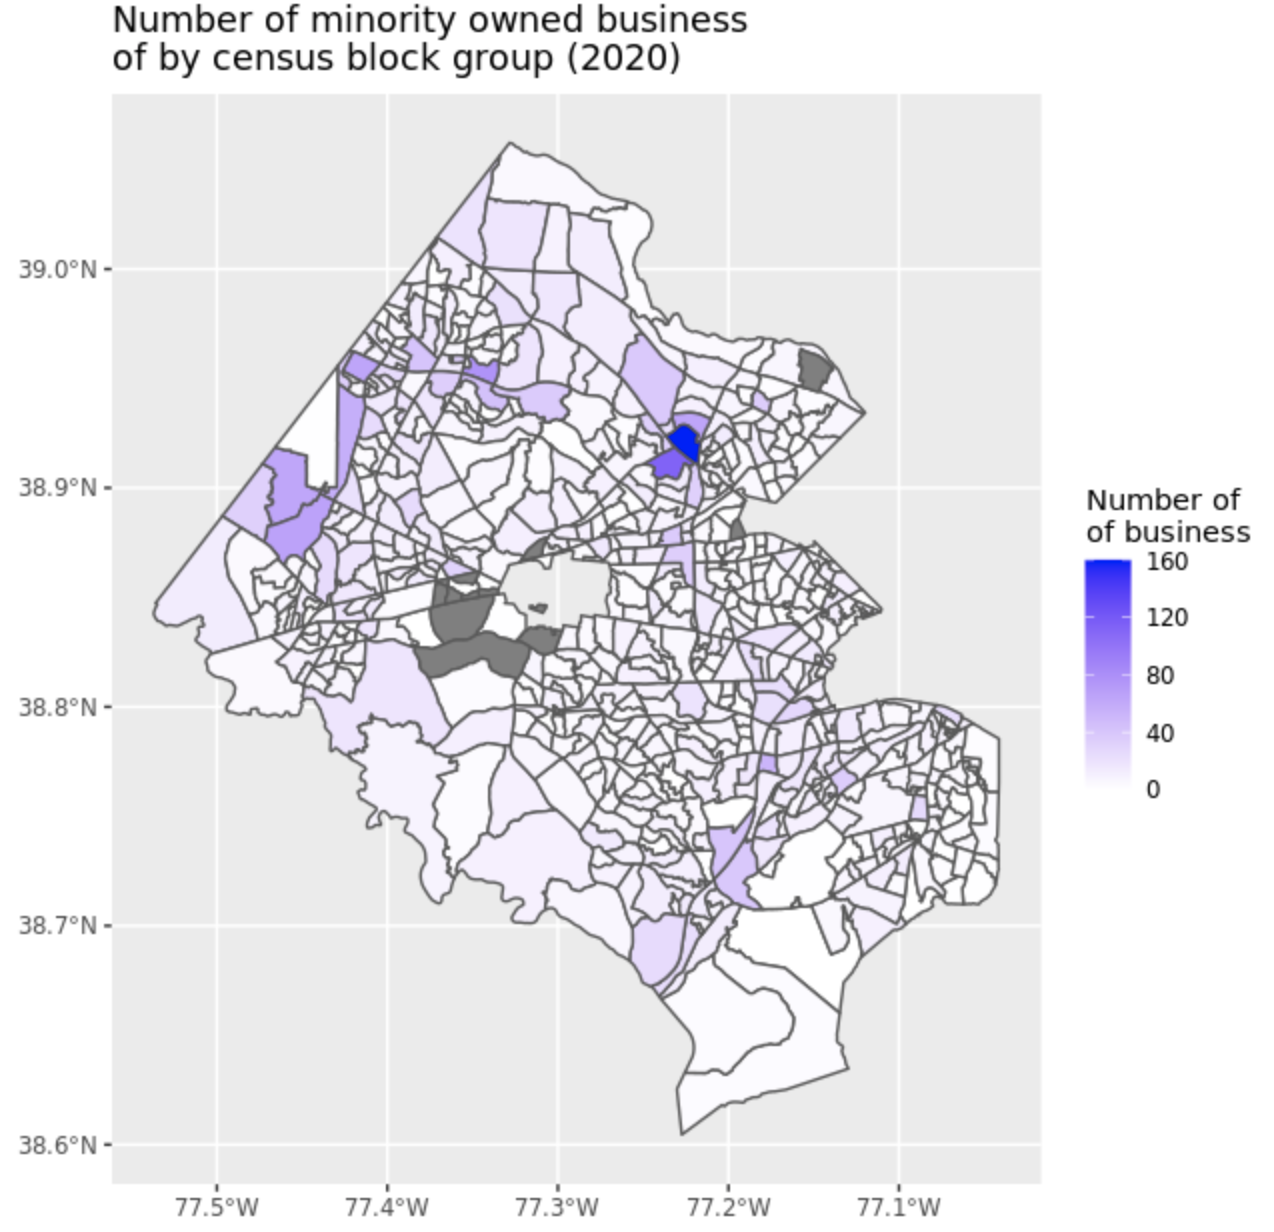 Number of minority owned business
of by census block group (2020)
39.0°N
38.9°N
38.8°N
38.7°N
38.6°N
77.5°W
77.4°W
77.3°W
77.2°W
77.1°W
Number of
of business
160
120
80
40
0